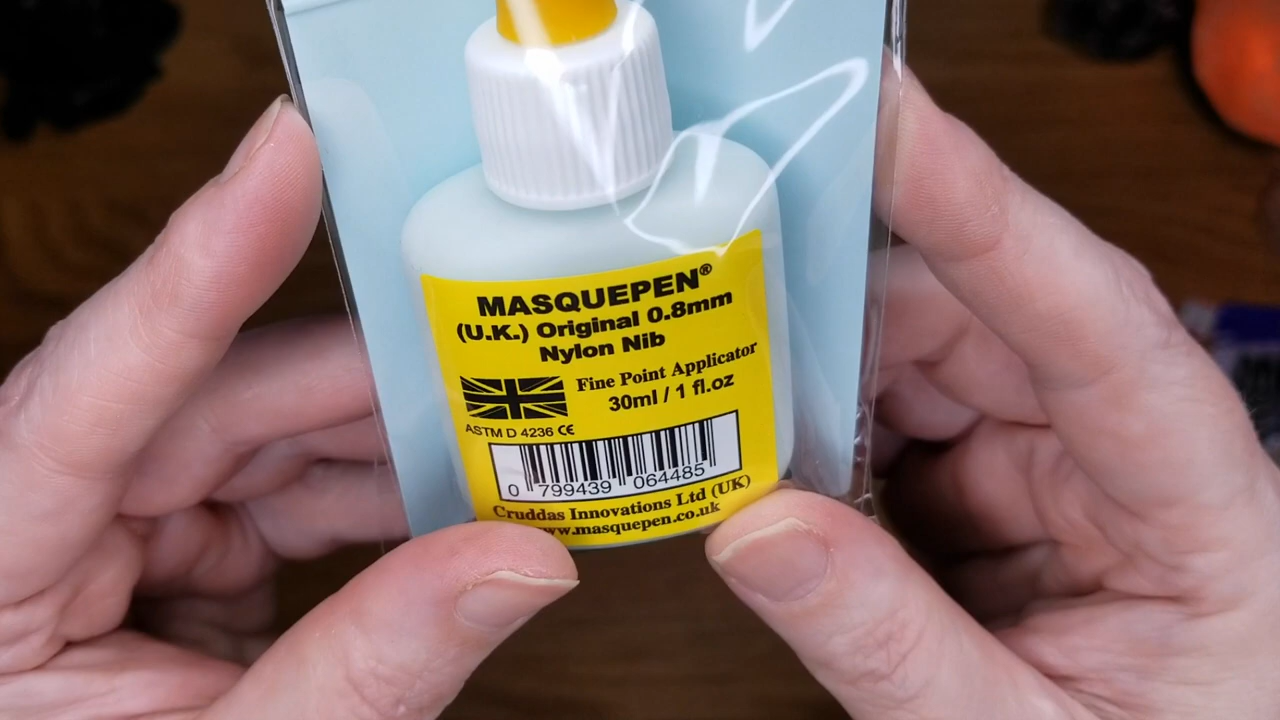 MASQUEPEN®
(U.K.) Original 0.8mm
Nylon Nib
Fine Point Applicator
30ml / 1 fl.oz
ASTM D 4236 CE
0 799439 064485
Cruddas Innovations Ltd (UK)
www.masquepen.co.uk